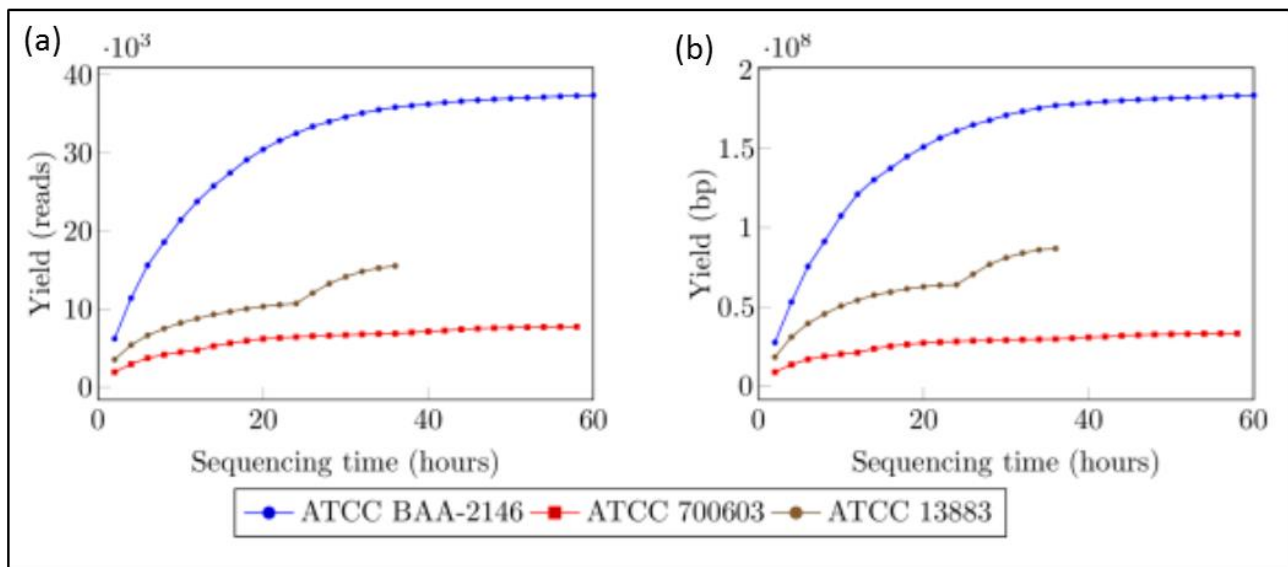 (a)
·10³
40
30
20
10
0
Yield (reads)
0 20 40 60
Sequencing time (hours)
(b)
·10⁸
2
1.5
1
0.5
0
Yield (bp)
0 20 40 60
Sequencing time (hours)
ATCC BAA-2146 ATCC 700603 ATCC 13883